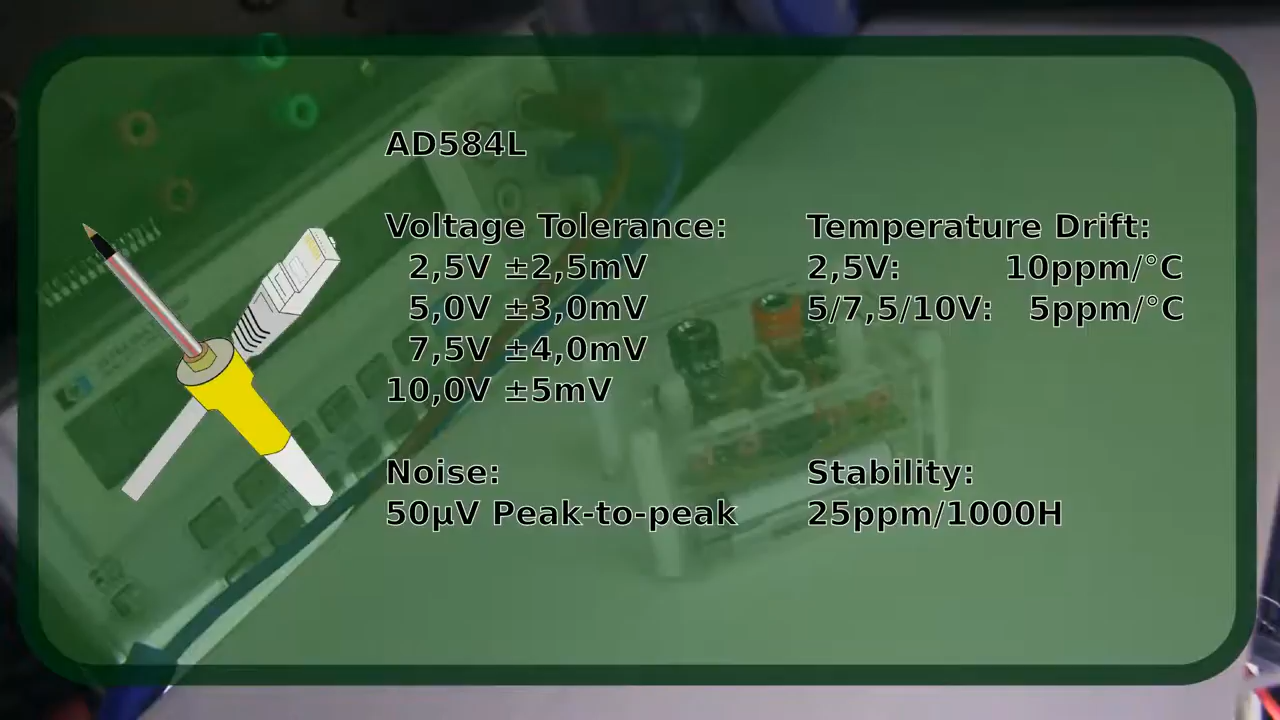 AD584L
Voltage Tolerance:
2,5V ±2,5mV
5,0V ±3,0mV
7,5V ±4,0mV
10,0V ±5mV
Temperature Drift:
2,5V: 10ppm/°C
5/7,5/10V: 5ppm/°C
Noise:
50µV Peak-to-peak
Stability:
25ppm/1000H